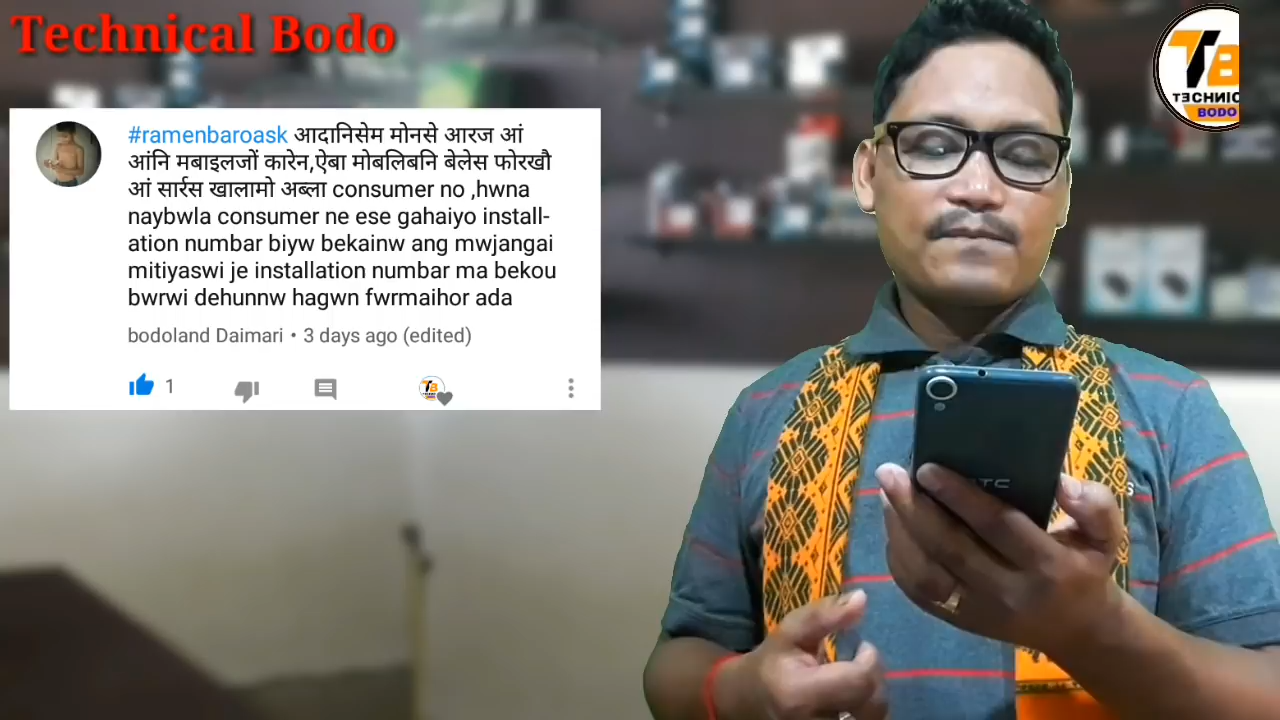 Technical Bodo
#ramenbaroask आदानिसेम मोनसे आरज आं
आंनि मबाइलजों कारेन,ऐबा मोबलिबनि बेलेस फोरखौ
आं सार्रस खालामो अब्ला consumer no ,hwna
naybwla consumer ne ese gahaiyo install-
ation numbar biyw bekainw ang mwjangai
mitiyaswi je installation numbar ma bekou
bwrwi dehunnw hagwn fwrmaihor ada
bodoland Daimari • 3 days ago (edited)
1
TB
TECHNIC
BODO